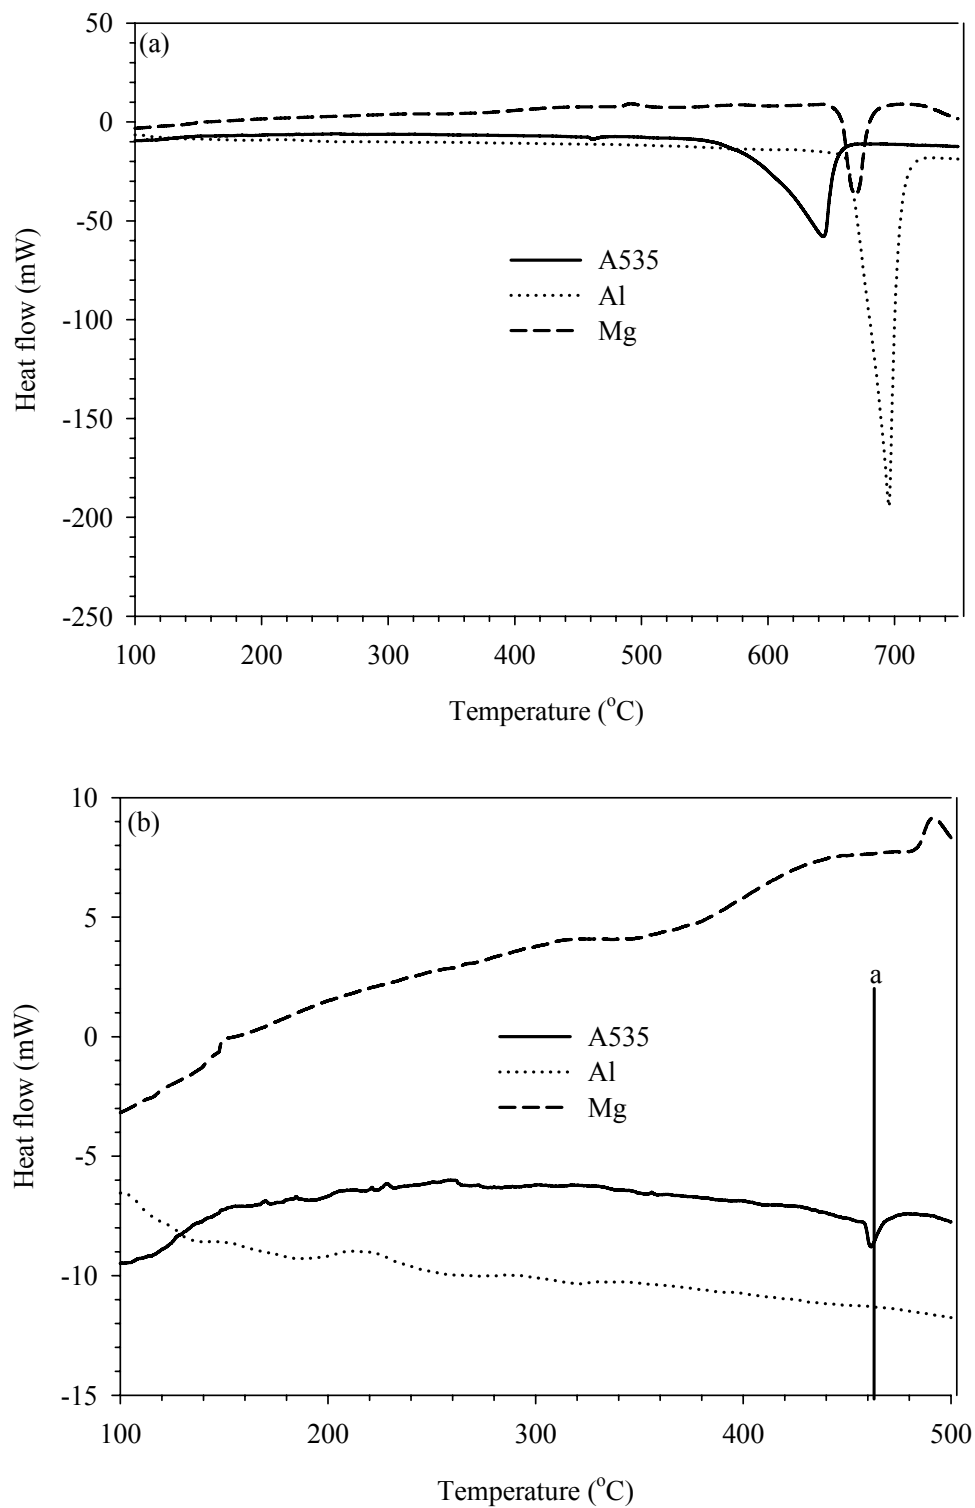 50
(a)
0
-50
A535
Al
Mg
Heat flow (mW)
-100
-150
-200
-250
100 200 300 400 500 600 700
Temperature (°C)
10
(b)
5
a
0
A535
Al
Mg
Heat flow (mW)
-5
-10
-15
100 200 300 400 500
Temperature (°C)